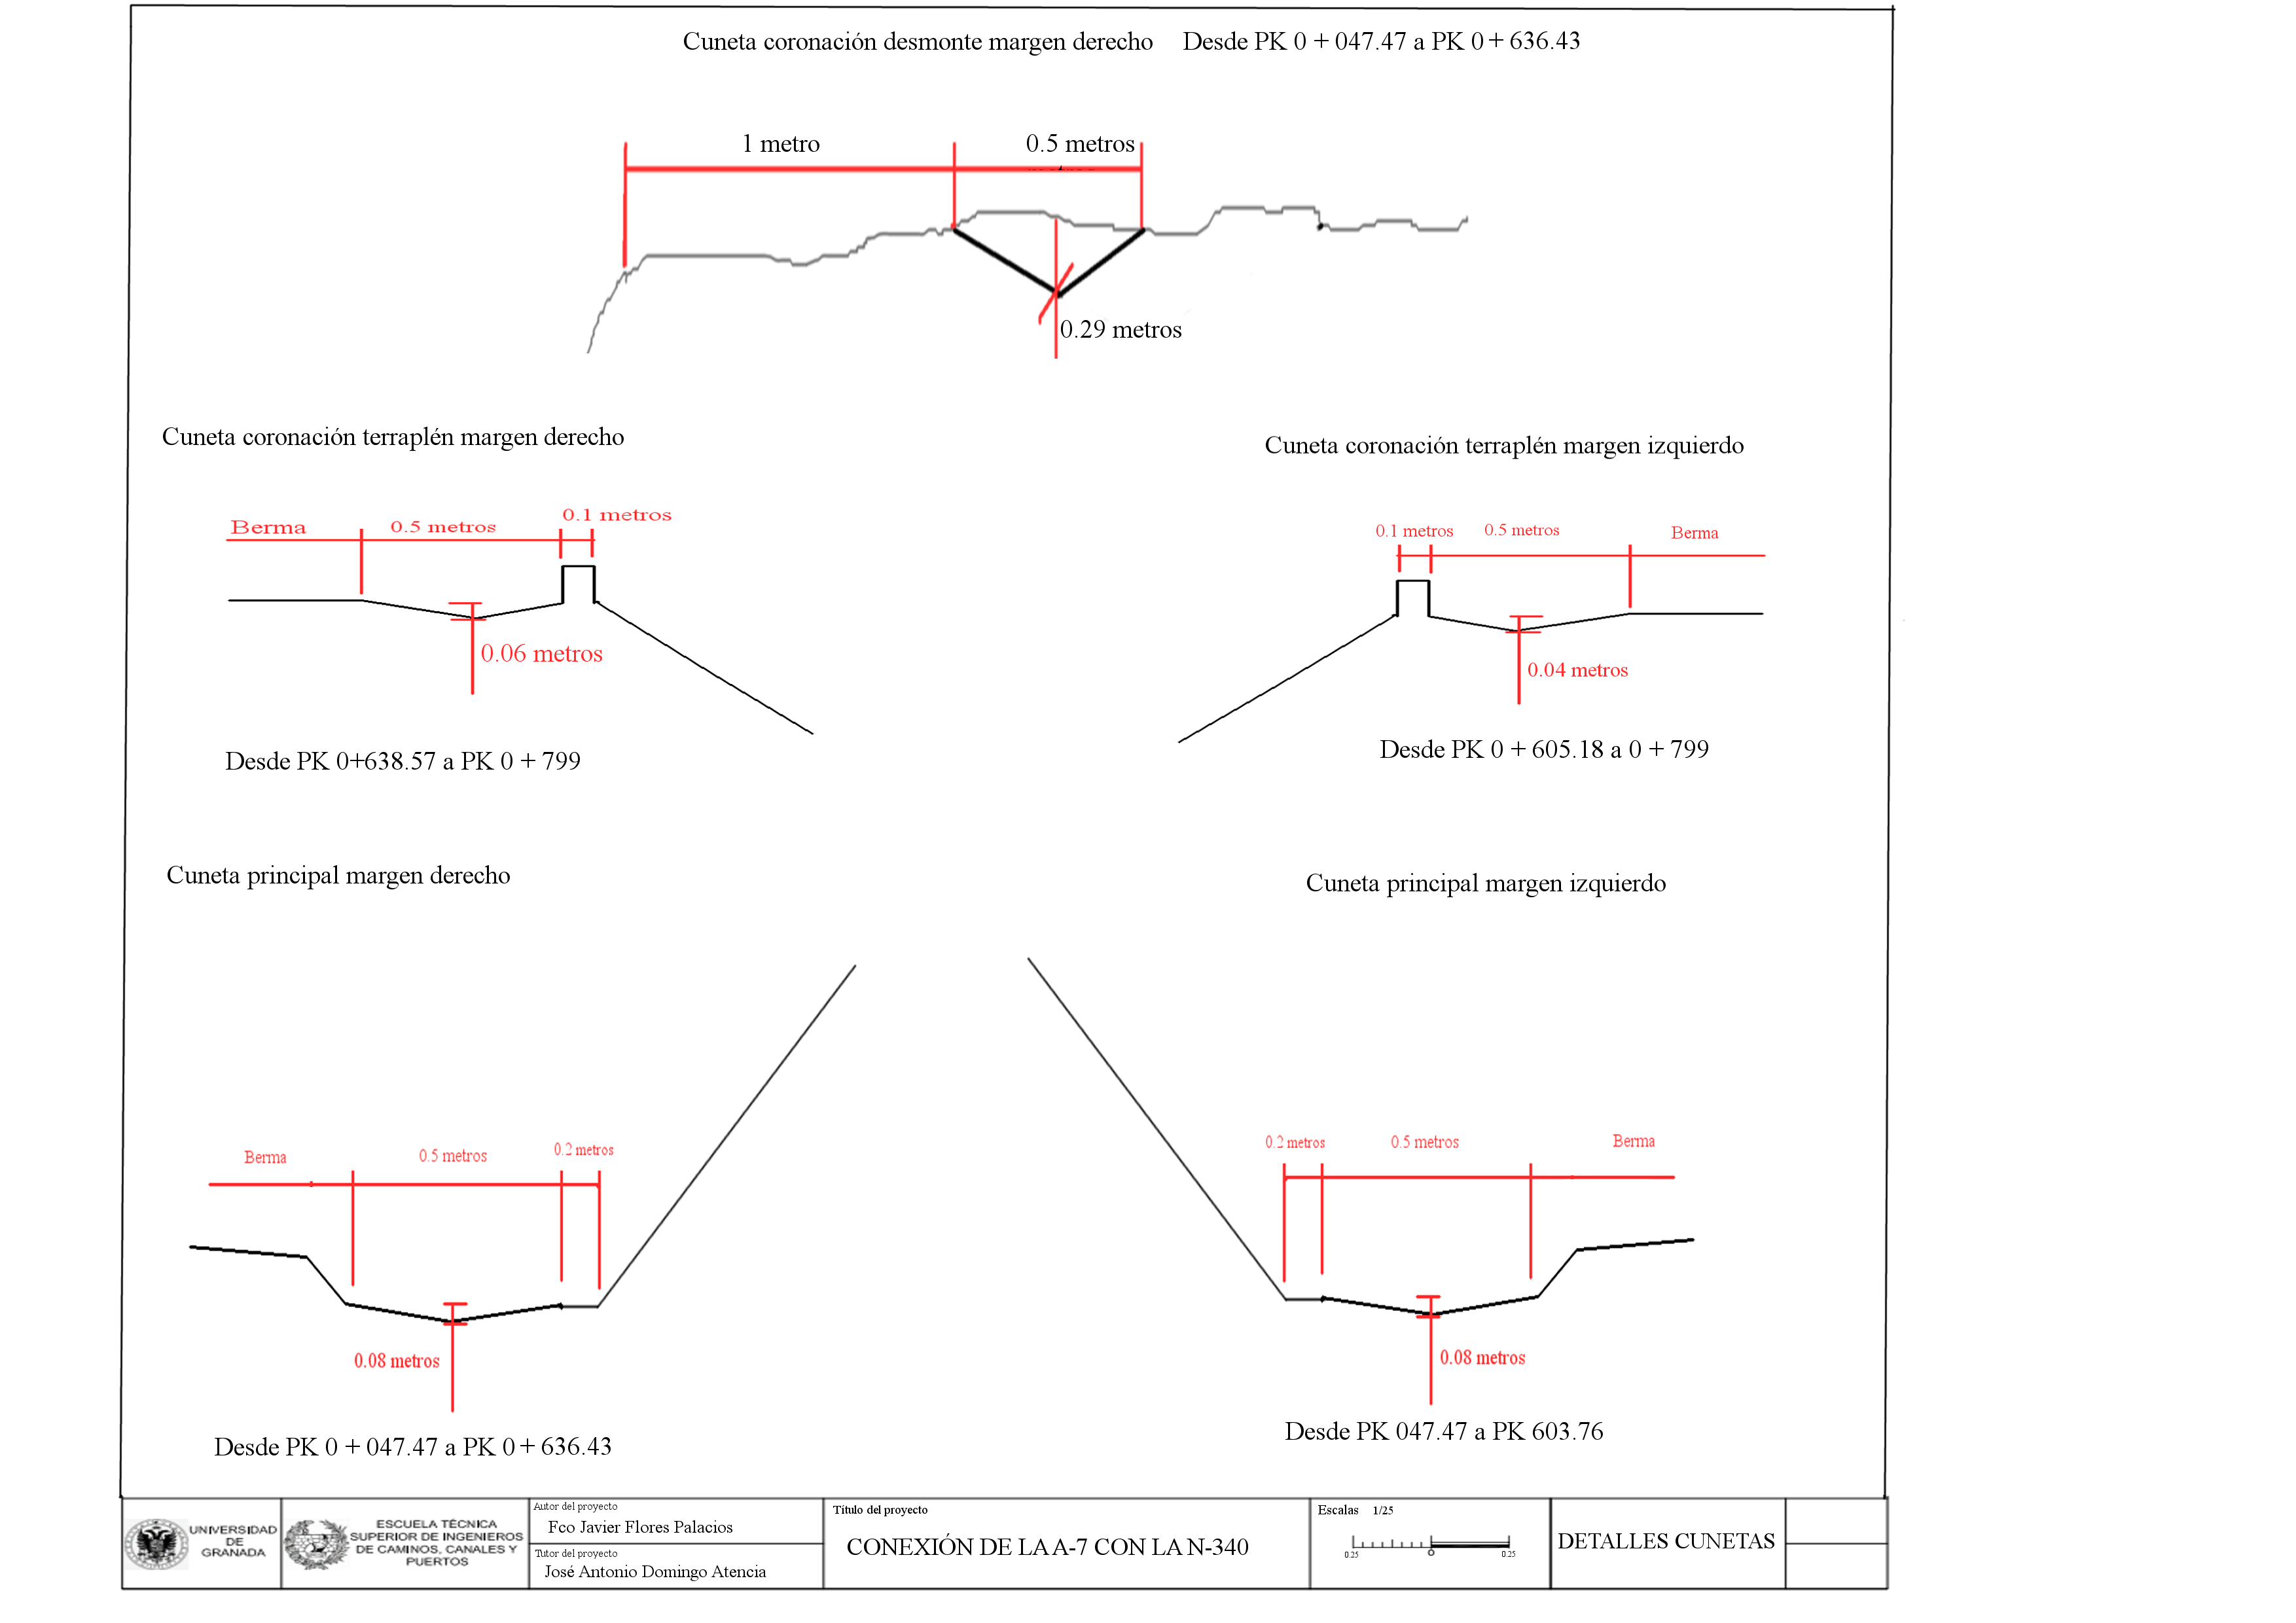 Cuneta coronación desmonte margen derecho Desde PK 0 + 047.47 a PK 0 + 636.43
1 metro 0.5 metros
0.29 metros
Cuneta coronación terraplén margen derecho
Berma 0.5 metros 0.1 metros
0.06 metros
Desde PK 0+638.57 a PK 0 + 799
Cuneta coronación terraplén margen izquierdo
0.1 metros 0.5 metros Berma
0.04 metros
Desde PK 0 + 605.18 a 0 + 799
Cuneta principal margen derecho
Berma 0.5 metros 0.2 metros
0.08 metros
Desde PK 0 + 047.47 a PK 0 + 636.43
Cuneta principal margen izquierdo
0.2 metros 0.5 metros Berma
0.08 metros
Desde PK 047.47 a PK 603.76
UNIVERSIDAD
DE
GRANADA
ESCUELA TÉCNICA
SUPERIOR DE INGENIEROS
DE CAMINOS, CANALES Y
PUERTOS
Autor del proyecto
Fco Javier Flores Palacios
Tutor del proyecto
José Antonio Domingo Atencia
Título del proyecto
CONEXIÓN DE LA A-7 CON LA N-340
Escalas 1/25
0.25 0 0.25
DETALLES CUNETAS